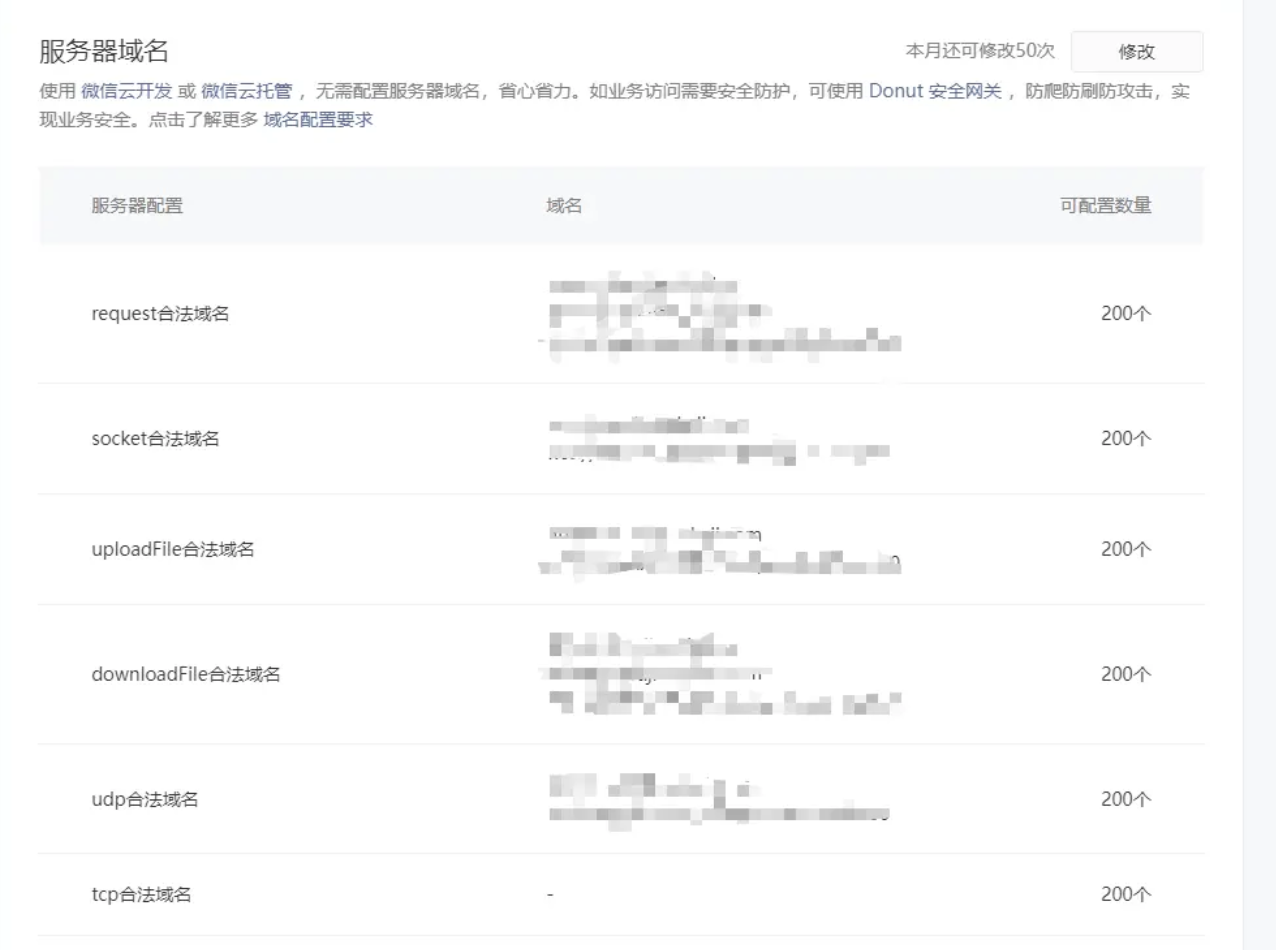 服务器域名
本月还可修改50次 修改
使用 微信云开发 或 微信云托管 ，无需配置服务器域名，省心省力。如业务访问需要安全防护，可使用 Donut 安全网关 ，防爬防刷防攻击，实
现业务安全。点击了解更多 域名配置要求
服务器配置 域名 可配置数量
request合法域名 200个
socket合法域名 200个
uploadFile合法域名 200个
downloadFile合法域名 200个
udp合法域名 200个
tcp合法域名 - 200个